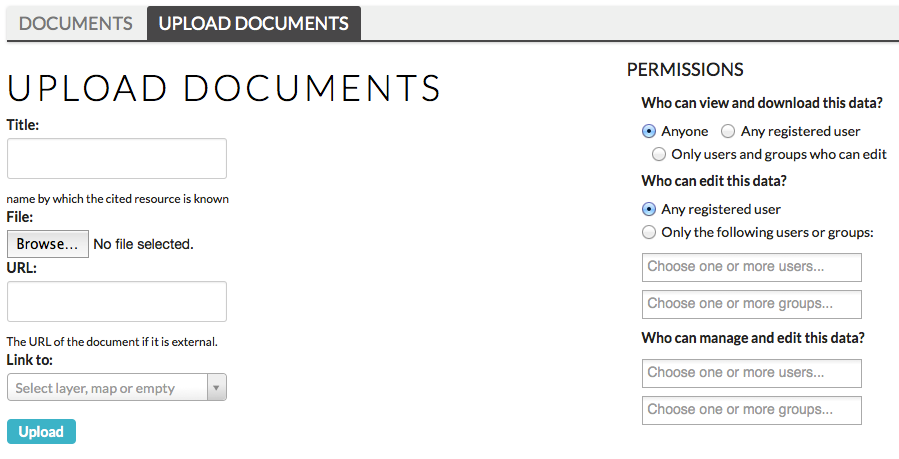 DOCUMENTS UPLOAD DOCUMENTS
UPLOAD DOCUMENTS
Title:
name by which the cited resource is known
File:
Browse... No file selected.
URL:
The URL of the document if it is external.
Link to:
Select layer, map or empty
Upload
PERMISSIONS
Who can view and download this data?
Anyone Any registered user
Only users and groups who can edit
Who can edit this data?
Any registered user
Only the following users or groups:
Choose one or more users...
Choose one or more groups...
Who can manage and edit this data?
Choose one or more users...
Choose one or more groups...